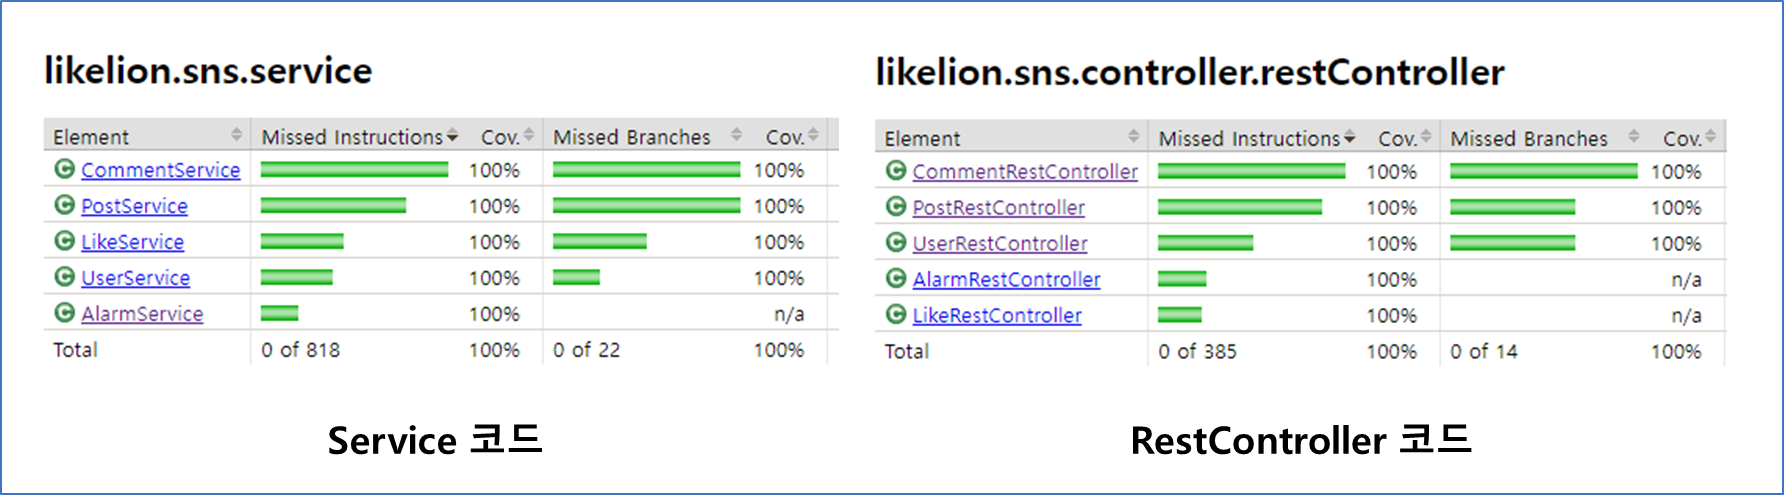 likelion.sns.service
Element Missed Instructions Cov. Missed Branches Cov.
CommentService 100% 100%
PostService 100% 100%
LikeService 100% 100%
UserService 100% 100%
AlarmService 100% n/a
Total 0 of 818 100% 0 of 22 100%
Service 코드
likelion.sns.controller.restController
Element Missed Instructions Cov. Missed Branches Cov.
CommentRestController 100% 100%
PostRestController 100% 100%
UserRestController 100% 100%
AlarmRestController 100% n/a
LikeRestController 100% n/a
Total 0 of 385 100% 0 of 14 100%
RestController 코드